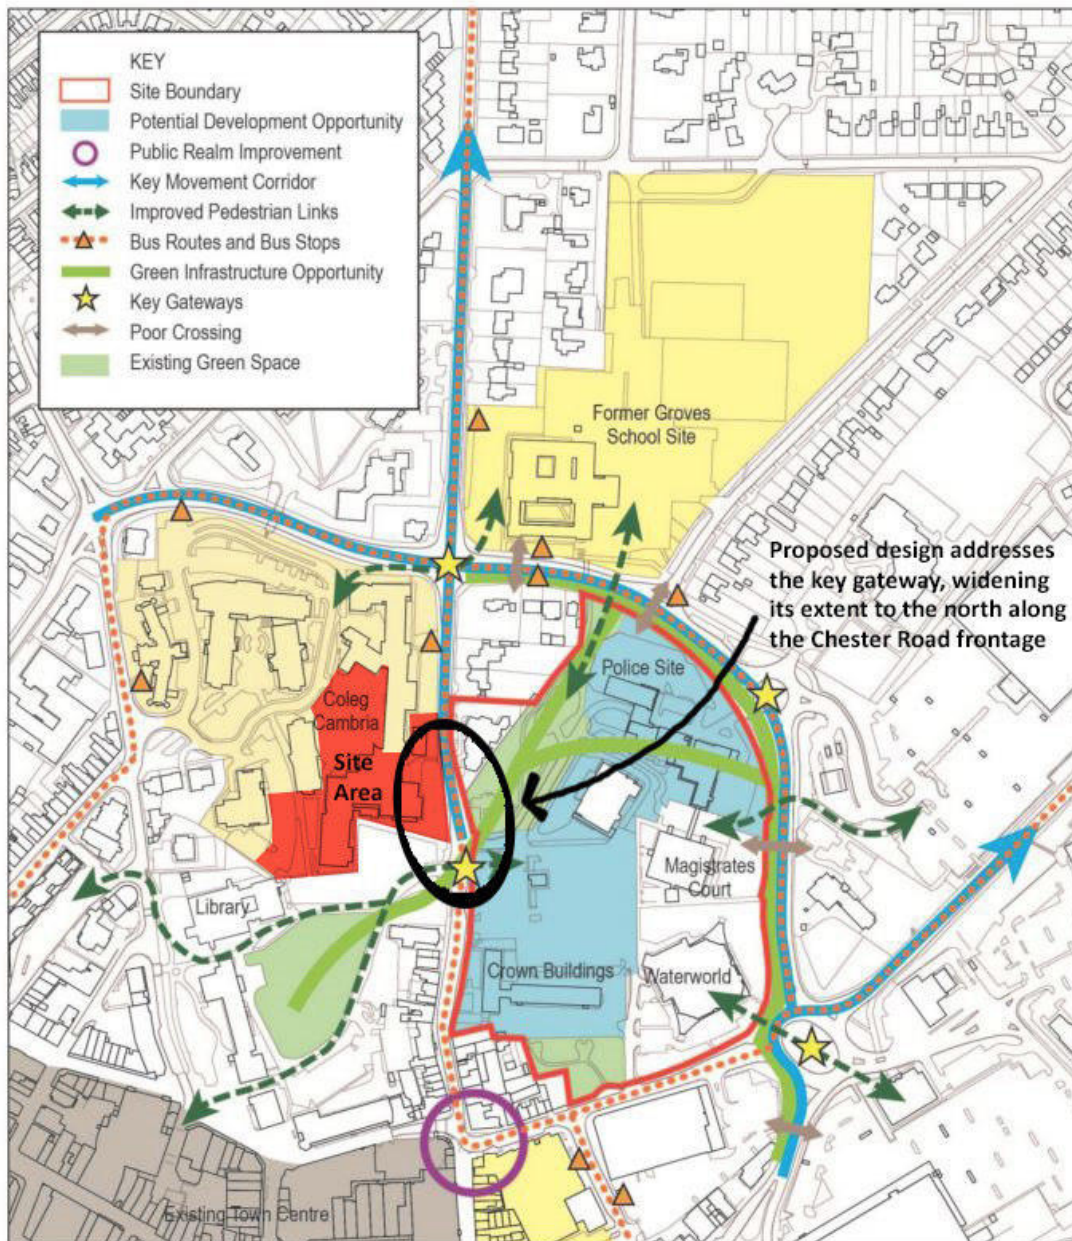 KEY
Site Boundary
Potential Development Opportunity
Public Realm Improvement
Key Movement Corridor
Improved Pedestrian Links
Bus Routes and Bus Stops
Green Infrastructure Opportunity
Key Gateways
Poor Crossing
Existing Green Space
Former Groves
School Site
Proposed design addresses
the key gateway, widening
its extent to the north along
the Chester Road frontage
Police Site
Coleg
Cambria
Site
Area
Magistrates
Court
Library
Crown Buildings
Waterworld
Existing Town Centre